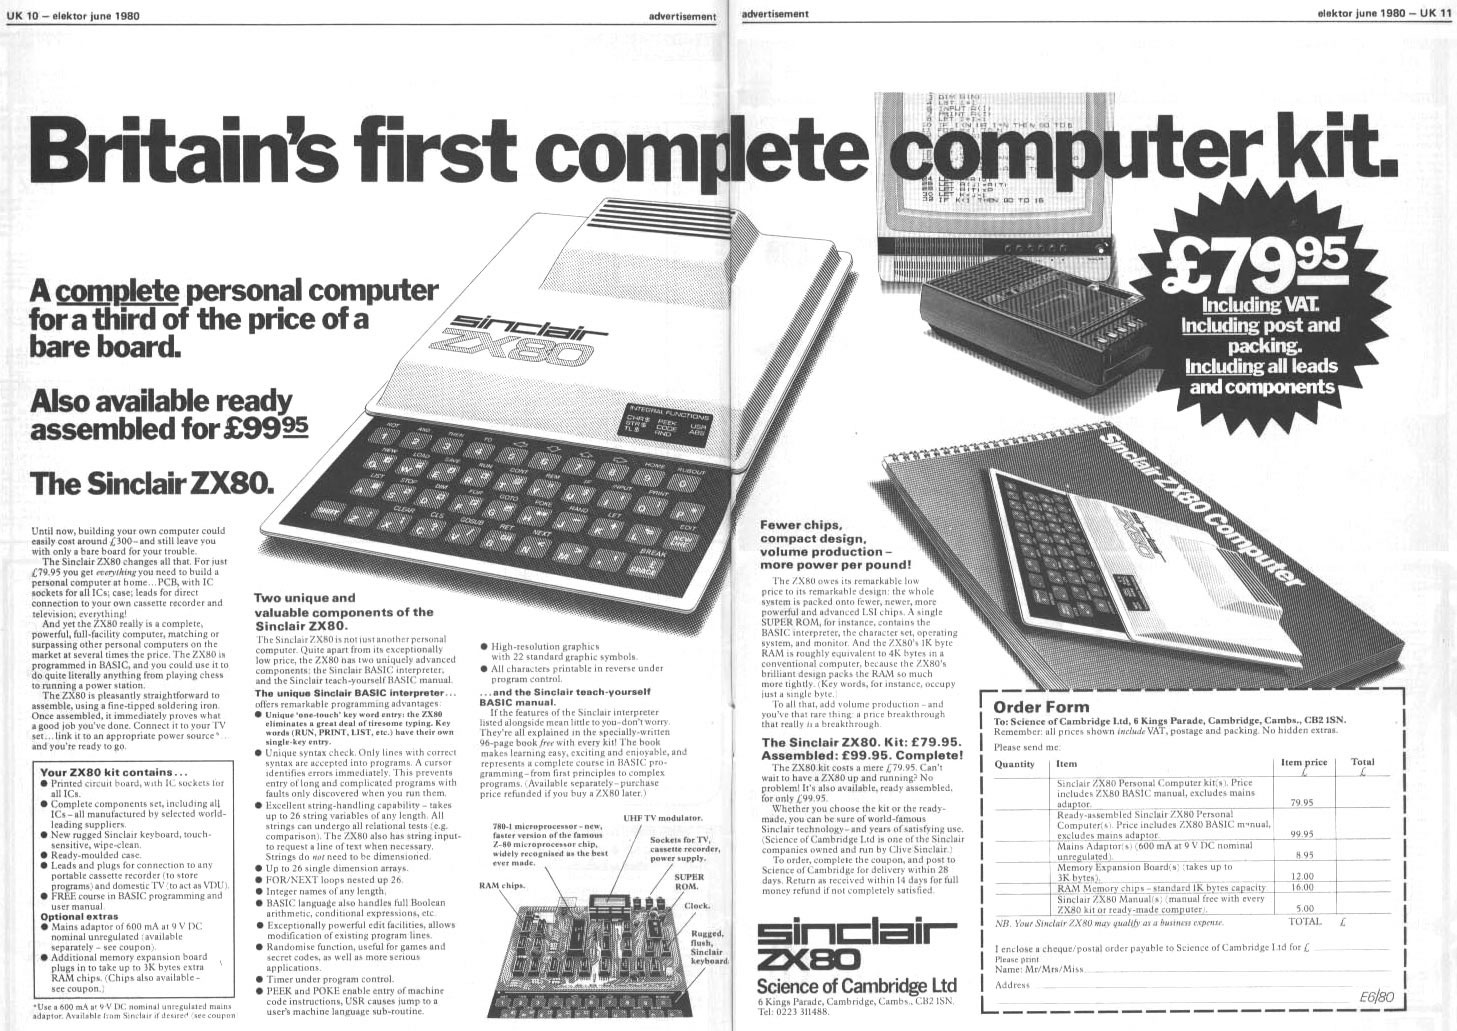 UK 10 — elektor june 1980
advertisement
advertisement
elektor june 1980 — UK 11
Britain's first complete computer kit.
A complete personal computer
for a third of the price of a
bare board.
Also available ready
assembled for £99 95
The Sinclair ZX80.
£79 95
Including VAT.
Including post and
packing.
Including all leads
and components
sinclair
ZX80
INTEGRAL FUNCTIONS
CHR$ PEEK USR
STR$ CODE ABS
TL$ RND
Sinclair ZX80 Computer
Until now, building your own computer could
easily cost around £300–and still leave you
with only a bare board for your trouble.
The Sinclair ZX80 changes all that. For just
£79.95 you get everything you need to build a
personal computer at home...PCB, with IC
sockets for all ICs; case; leads for direct
connection to your own cassette recorder and
television; everything!
And yet the ZX80 really is a complete,
powerful, full-facility computer, matching or
surpassing other personal computers on the
market at several times the price. The ZX80 is
programmed in BASIC, and you could use it to
do quite literally anything from playing chess
to running a power station.
The ZX80 is pleasantly straightforward to
assemble, using a fine-tipped soldering iron.
Once assembled, it immediately proves what
a good job you've done. Connect it to your TV
set...link it to an appropriate power source*...
and you're ready to go.
Your ZX80 kit contains...
● Printed circuit board, with IC sockets for
all ICs.
● Complete components set, including all
ICs–all manufactured by selected world-
leading suppliers.
● New rugged Sinclair keyboard, touch-
sensitive, wipe-clean.
● Ready-moulded case.
● Leads and plugs for connection to any
portable cassette recorder (to store
programs) and domestic TV (to act as VDU).
● FREE course in BASIC programming and
user manual.
Optional extras
● Mains adaptor of 600 mA at 9 V DC
nominal unregulated (available
separately – see coupon).
● Additional memory expansion board
plugs in to take up to 3K bytes extra
RAM chips. (Chips also available –
see coupon.)
*Use a 600 mA at 9 V DC nominal unregulated mains
adaptor. Available from Sinclair if desired (see coupon
Two unique and
valuable components of the
Sinclair ZX80.
The Sinclair ZX80 is not just another personal
computer. Quite apart from its exceptionally
low price, the ZX80 has two uniquely advanced
components: the Sinclair BASIC interpreter,
and the Sinclair teach-yourself BASIC manual.
The unique Sinclair BASIC interpreter...
offers remarkable programming advantages:
● Unique 'one-touch' key word entry: the ZX80
eliminates a great deal of tiresome typing. Key
words (RUN, PRINT, LIST, etc.) have their own
single-key entry.
● Unique syntax check. Only lines with correct
syntax are accepted into programs. A cursor
identifies errors immediately. This prevents
entry of long and complicated programs with
faults only discovered when you run them.
● Excellent string-handling capability – takes
up to 26 string variables of any length. All
strings can undergo all relational tests (e.g.
comparison). The ZX80 also has string input-
to request a line of text when necessary.
Strings do not need to be dimensioned.
● Up to 26 single dimension arrays.
● FOR/NEXT loops nested up 26.
● Integer names of any length.
● BASIC language also handles full Boolean
arithmetic, conditional expressions, etc.
● Exceptionally powerful edit facilities, allows
modification of existing program lines.
● Randomise function, useful for games and
secret codes, as well as more serious
applications.
● Timer under program control.
● PEEK and POKE enable entry of machine
code instructions, USR causes jump to a
user's machine language sub-routine.
● High-resolution graphics
with 22 standard graphic symbols.
● All characters printable in reverse under
program control.
...and the Sinclair teach-yourself
BASIC manual.
If the features of the Sinclair interpreter
listed alongside mean little to you–don't worry.
They're all explained in the specially-written
96-page book free with every kit! The book
makes learning easy, exciting and enjoyable, and
represents a complete course in BASIC pro-
gramming–from first principles to complex
programs. (Available separately–purchase
price refunded if you buy a ZX80 later.)
UHF TV modulator.
780-1 microprocessor – new,
faster version of the famous
Z-80 microprocessor chip,
widely recognised as the best
ever made.
Sockets for TV,
cassette recorder,
power supply.
RAM chips.
SUPER
ROM.
Clock.
Rugged,
flush,
Sinclair
keyboard.
Fewer chips,
compact design,
volume production –
more power per pound!
The ZX80 owes its remarkable low
price to its remarkable design: the whole
system is packed onto fewer, newer, more
powerful and advanced LSI chips. A single
SUPER ROM, for instance, contains the
BASIC interpreter, the character set, operating
system, and monitor. And the ZX80's 1K byte
RAM is roughly equivalent to 4K bytes in a
conventional computer, because the ZX80's
brilliant design packs the RAM so much
more tightly. (Key words, for instance, occupy
just a single byte.)
To all that, add volume production – and
you've that rare thing: a price breakthrough
that really is a breakthrough.
The Sinclair ZX80. Kit: £79.95.
Assembled: £99.95. Complete!
The ZX80 kit costs a mere £79.95. Can't
wait to have a ZX80 up and running? No
problem! It's also available, ready assembled,
for only £99.95.
Whether you choose the kit or the ready-
made, you can be sure of world-famous
Sinclair technology – and years of satisfying use.
(Science of Cambridge Ltd is one of the Sinclair
companies owned and run by Clive Sinclair.)
To order, complete the coupon, and post to
Science of Cambridge for delivery within 28
days. Return as received within 14 days for full
money refund if not completely satisfied.
sinclair
ZX80
Science of Cambridge Ltd
6 Kings Parade, Cambridge, Cambs., CB2 1SN.
Tel: 0223 311488.
Order Form
To: Science of Cambridge Ltd, 6 Kings Parade, Cambridge, Cambs., CB2 1SN.
Remember: all prices shown include VAT, postage and packing. No hidden extras.
Please send me:
Quantity Item Item price £ Total £
Sinclair ZX80 Personal Computer kit(s). Price
includes ZX80 BASIC manual, excludes mains
adaptor. 79.95
Ready-assembled Sinclair ZX80 Personal
Computer(s). Price includes ZX80 BASIC manual,
excludes mains adaptor. 99.95
Mains Adaptor(s) (600 mA at 9 V DC nominal
unregulated). 8.95
Memory Expansion Board(s) (takes up to
3K bytes). 12.00
RAM Memory chips – standard 1K bytes capacity 16.00
Sinclair ZX80 Manual(s) (manual free with every
ZX80 kit or ready-made computer). 5.00
NB. Your Sinclair ZX80 may qualify as a business expense. TOTAL £
I enclose a cheque/postal order payable to Science of Cambridge Ltd for £
Please print
Name: Mr/Mrs/Miss
Address
E6/80